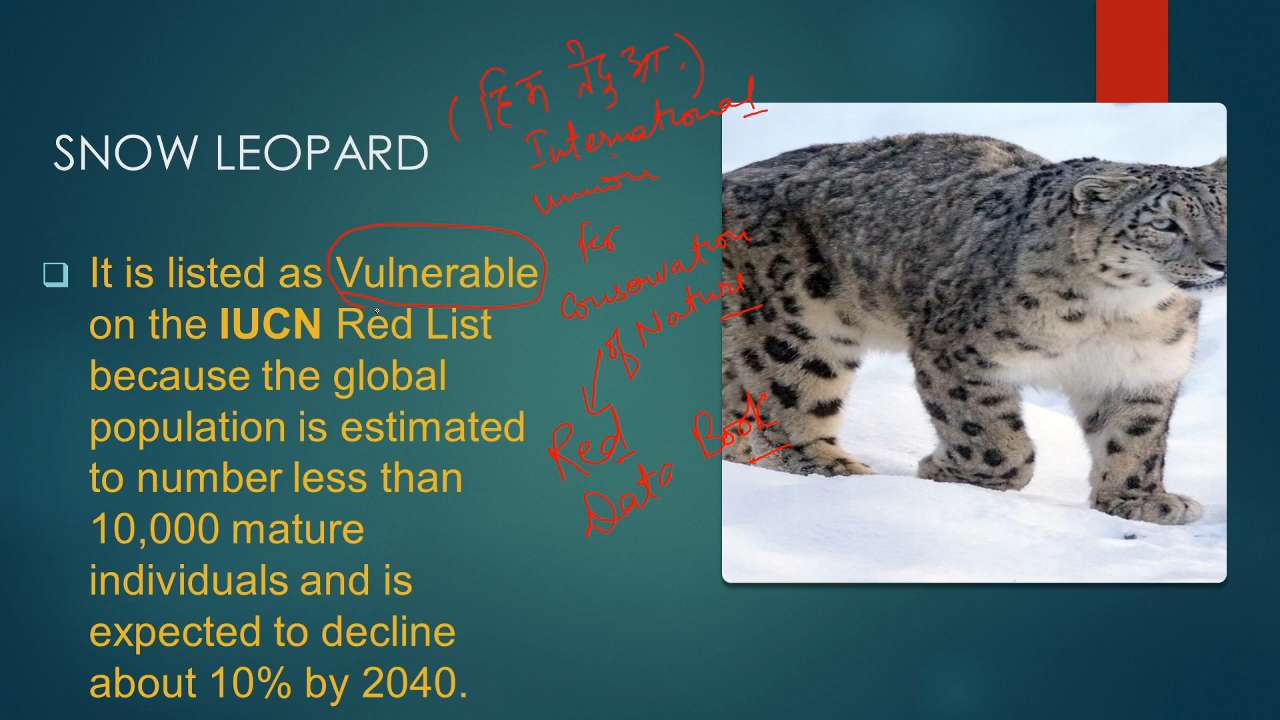 SNOW LEOPARD
International
Union
for
Conservation
of Nature
Red
Data Book
It is listed as Vulnerable
on the IUCN Red List
because the global
population is estimated
to number less than
10,000 mature
individuals and is
expected to decline
about 10% by 2040.